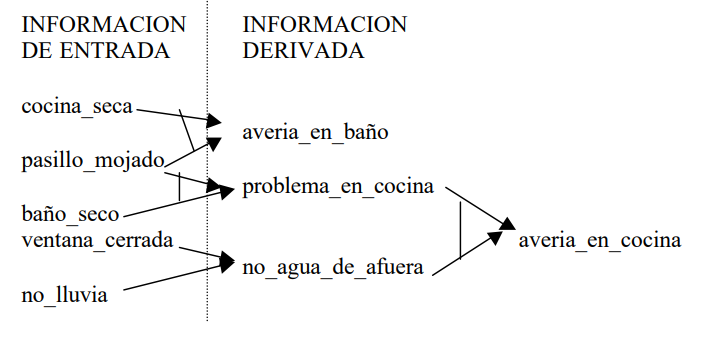 INFORMACION
DE ENTRADA
INFORMACION
DERIVADA
cocina_seca
averia_en_baño
pasillo_mojado
problema_en_cocina
baño_seco
ventana_cerrada
averia_en_cocina
no_agua_de_afuera
no_lluvia